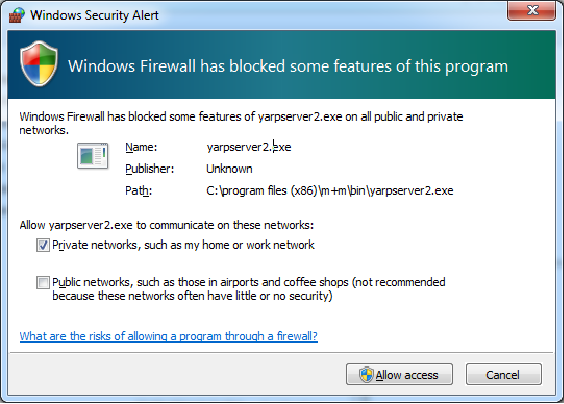 Windows Security Alert
Windows Firewall has blocked some features of this program
Windows Firewall has blocked some features of yarpserver2.exe on all public and private
networks.
Name: yarpserver2.exe
Publisher: Unknown
Path: C:\program files (x86)\m+m\bin\yarpserver2.exe
Allow yarpserver2.exe to communicate on these networks:
Private networks, such as my home or work network
Public networks, such as those in airports and coffee shops (not recommended
because these networks often have little or no security)
What are the risks of allowing a program through a firewall?
Allow access Cancel